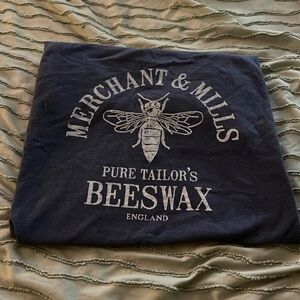 MERCHANT & MILLS
PURE TAILOR'S
BEESWAX
ENGLAND